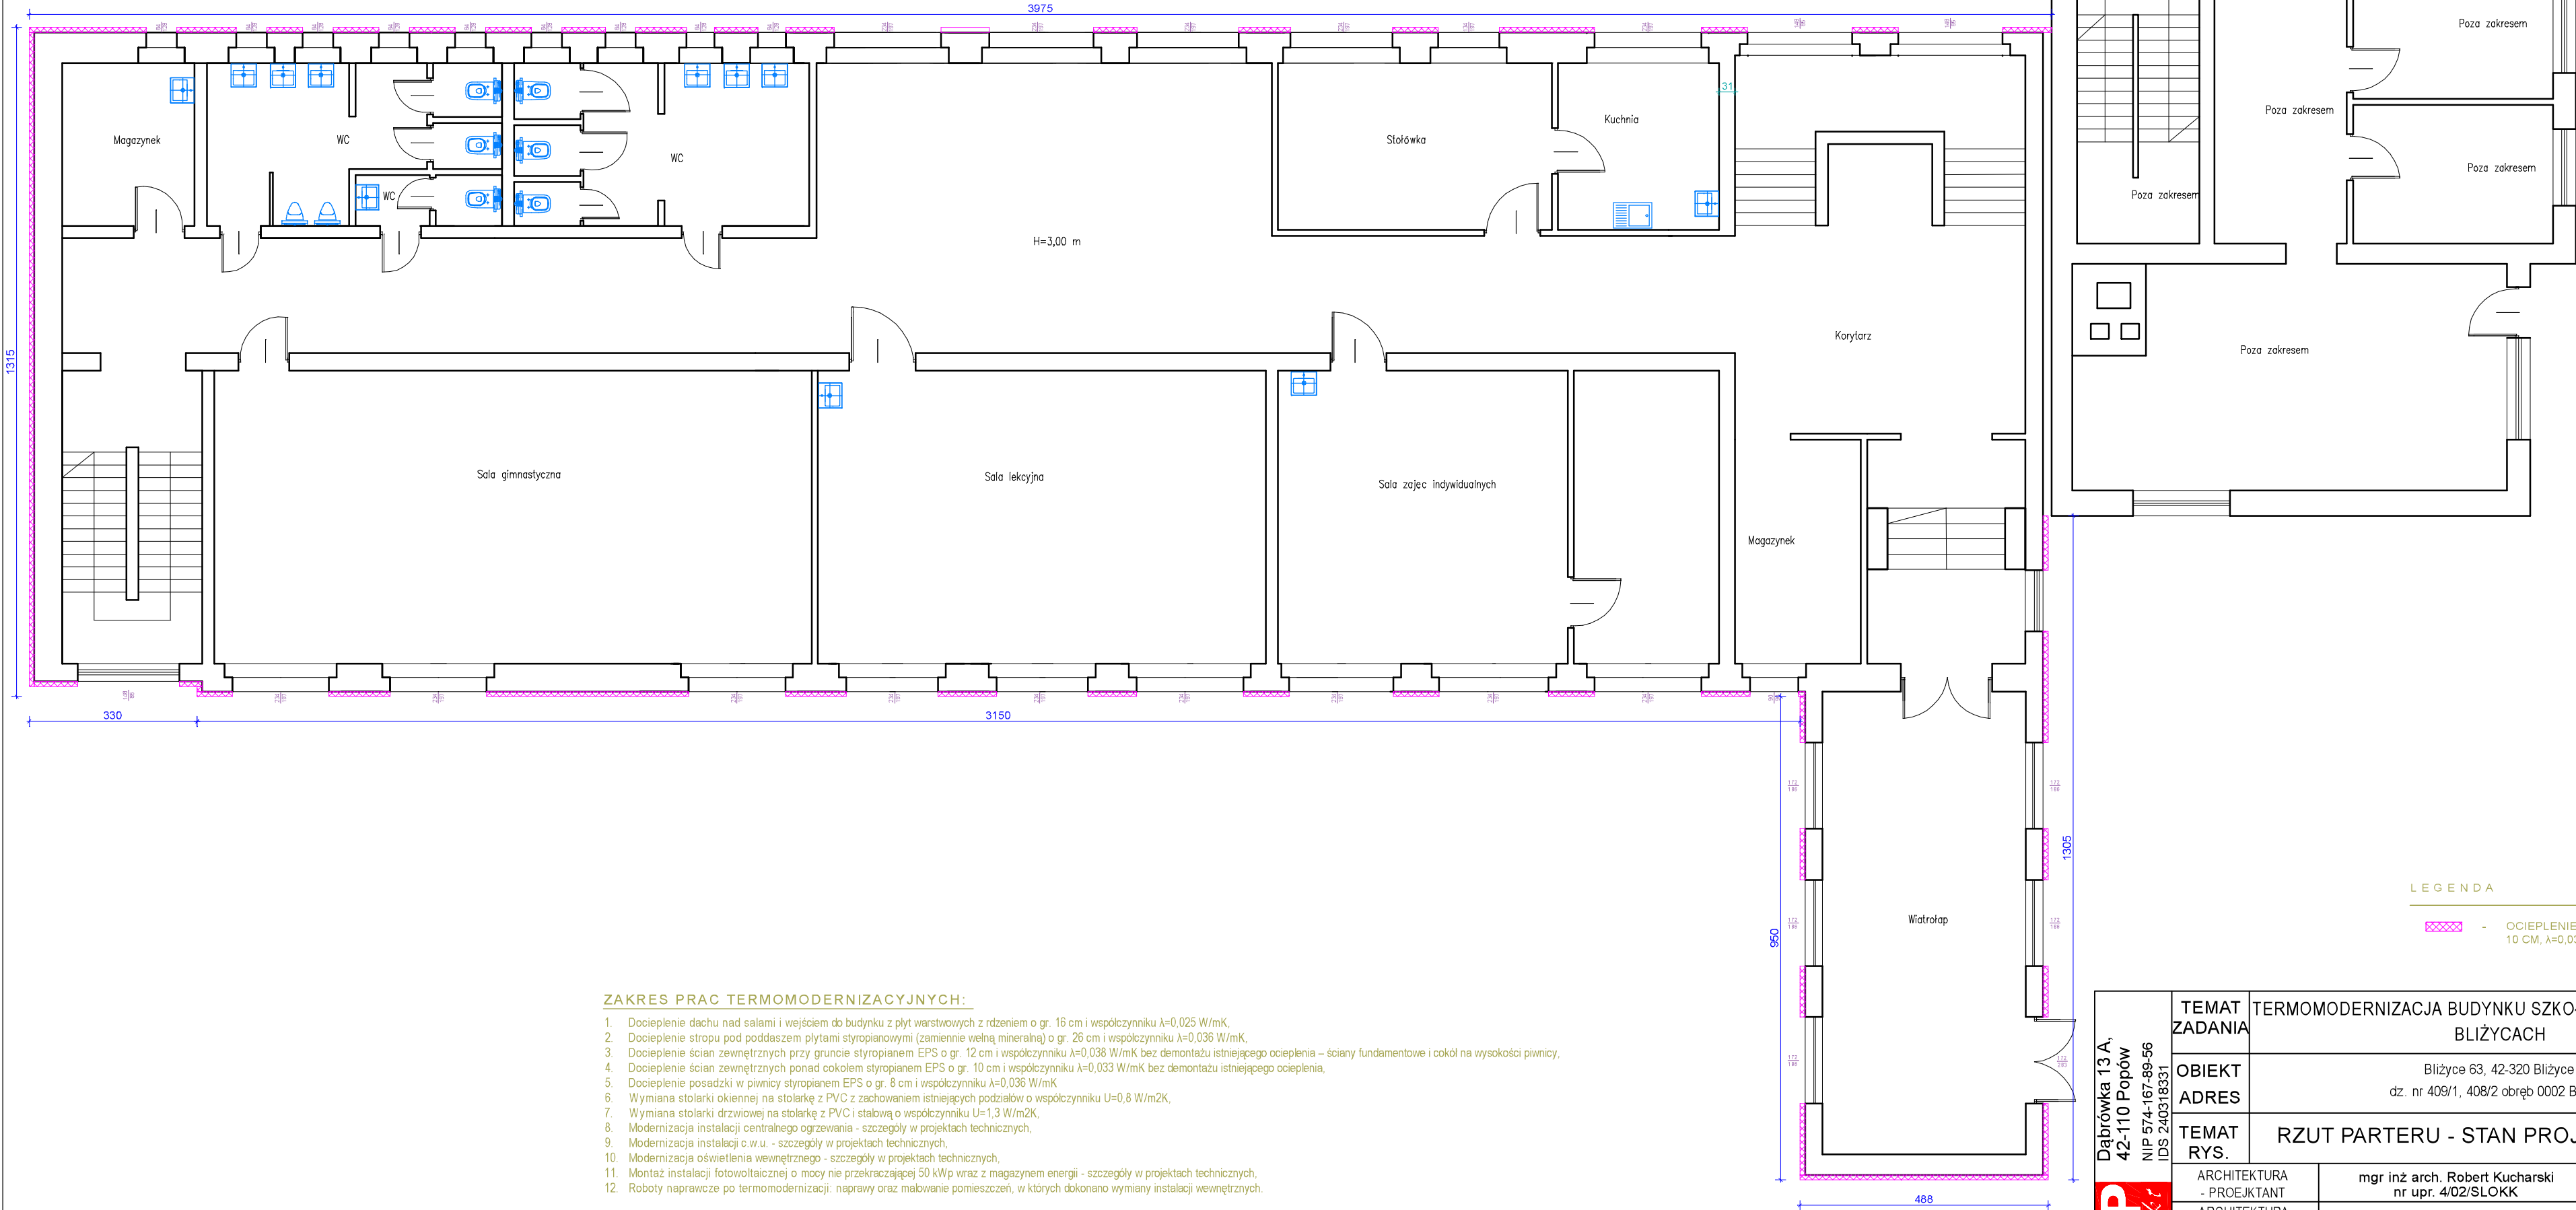 3975
Poza zakresem
31
Poza zakresem
Kuchnia
Magazynek
WC
Stołówka
WC
Poza zakresem
WC
Poza zakresem
H=3,00 m
Korytarz
Poza zakresem
1315
Sala gimnastyczna
Sala lekcyjna
Sala zajec indywidualnych
Magazynek
330
3150
172
188
172
188
1305
LEGENDA
Wiatrołap
172
188
172
188
- OCIEPLENIE
950
ZAKRES PRAC TERMOMODERNIZACYJNYCH:
1. Docieplenie dachu nad salami i wejściem do budynku z płyt warstwowych z rdzeniem o gr. 16 cm i współczynniku λ=0,025 W/mK,
2. Docieplenie stropu pod poddaszem płytami styropianowymi (zamiennie wełną mineralną) o gr. 26 cm i współczynniku λ=0,036 W/mK,
3. Docieplenie ścian zewnętrznych przy gruncie styropianem EPS o gr. 12 cm i współczynniku λ=0,038 W/mK bez demontażu istniejącego ocieplenia – ściany fundamentowe i cokół na wysokości piwnicy,
4. Docieplenie ścian zewnętrznych ponad cokołem styropianem EPS o gr. 10 cm i współczynniku λ=0,033 W/mK bez demontażu istniejącego ocieplenia,
5. Docieplenie posadzki w piwnicy styropianem EPS o gr. 8 cm i współczynniku λ=0,036 W/mK
6. Wymiana stolarki okiennej na stolarkę z PVC z zachowaniem istniejących podziałów o współczynniku U=0,8 W/m2K,
7. Wymiana stolarki drzwiowej na stolarkę z PVC i stalową o współczynniku U=1,3 W/m2K,
8. Modernizacja instalacji centralnego ogrzewania - szczegóły w projektach technicznych,
9. Modernizacja instalacji c.w.u. - szczegóły w projektach technicznych,
10. Modernizacja oświetlenia wewnętrznego - szczegóły w projektach technicznych,
11. Montaż instalacji fotowoltaicznej o mocy nie przekraczającej 50 kWp wraz z magazynem energii - szczegóły w projektach technicznych,
12. Roboty naprawcze po termomodernizacji: naprawy oraz malowanie pomieszczeń, w których dokonano wymiany instalacji wewnętrznych.
172
188
488
Dąbrówka 13 A,
42-110 Popów
NIP 574-167-89-56
IDS 240318331
TEMAT
ZADANIA
TERMOMODERNIZACJA BUDYNKU
BLIŻYCACH
OBIEKT
ADRES
Bliżyce 63, 42-320 Bliżyce
dz. nr 409/1, 408/2 obręb 0002
TEMAT
RYS.
RZUT PARTERU - STAN
ARCHITEKTURA
- PROEJKTANT
mgr inż arch. Robert Kucharski
nr upr. 4/02/SLOKK